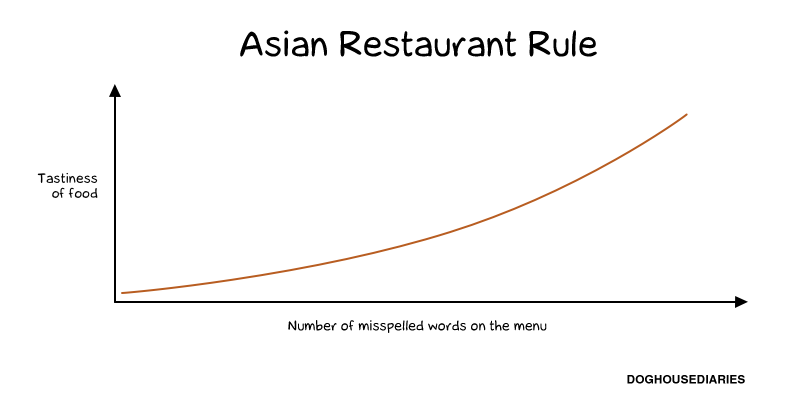 Asian Restaurant Rule
Tastiness
of food
Number of misspelled words on the menu
DOGHOUSEDIARIES